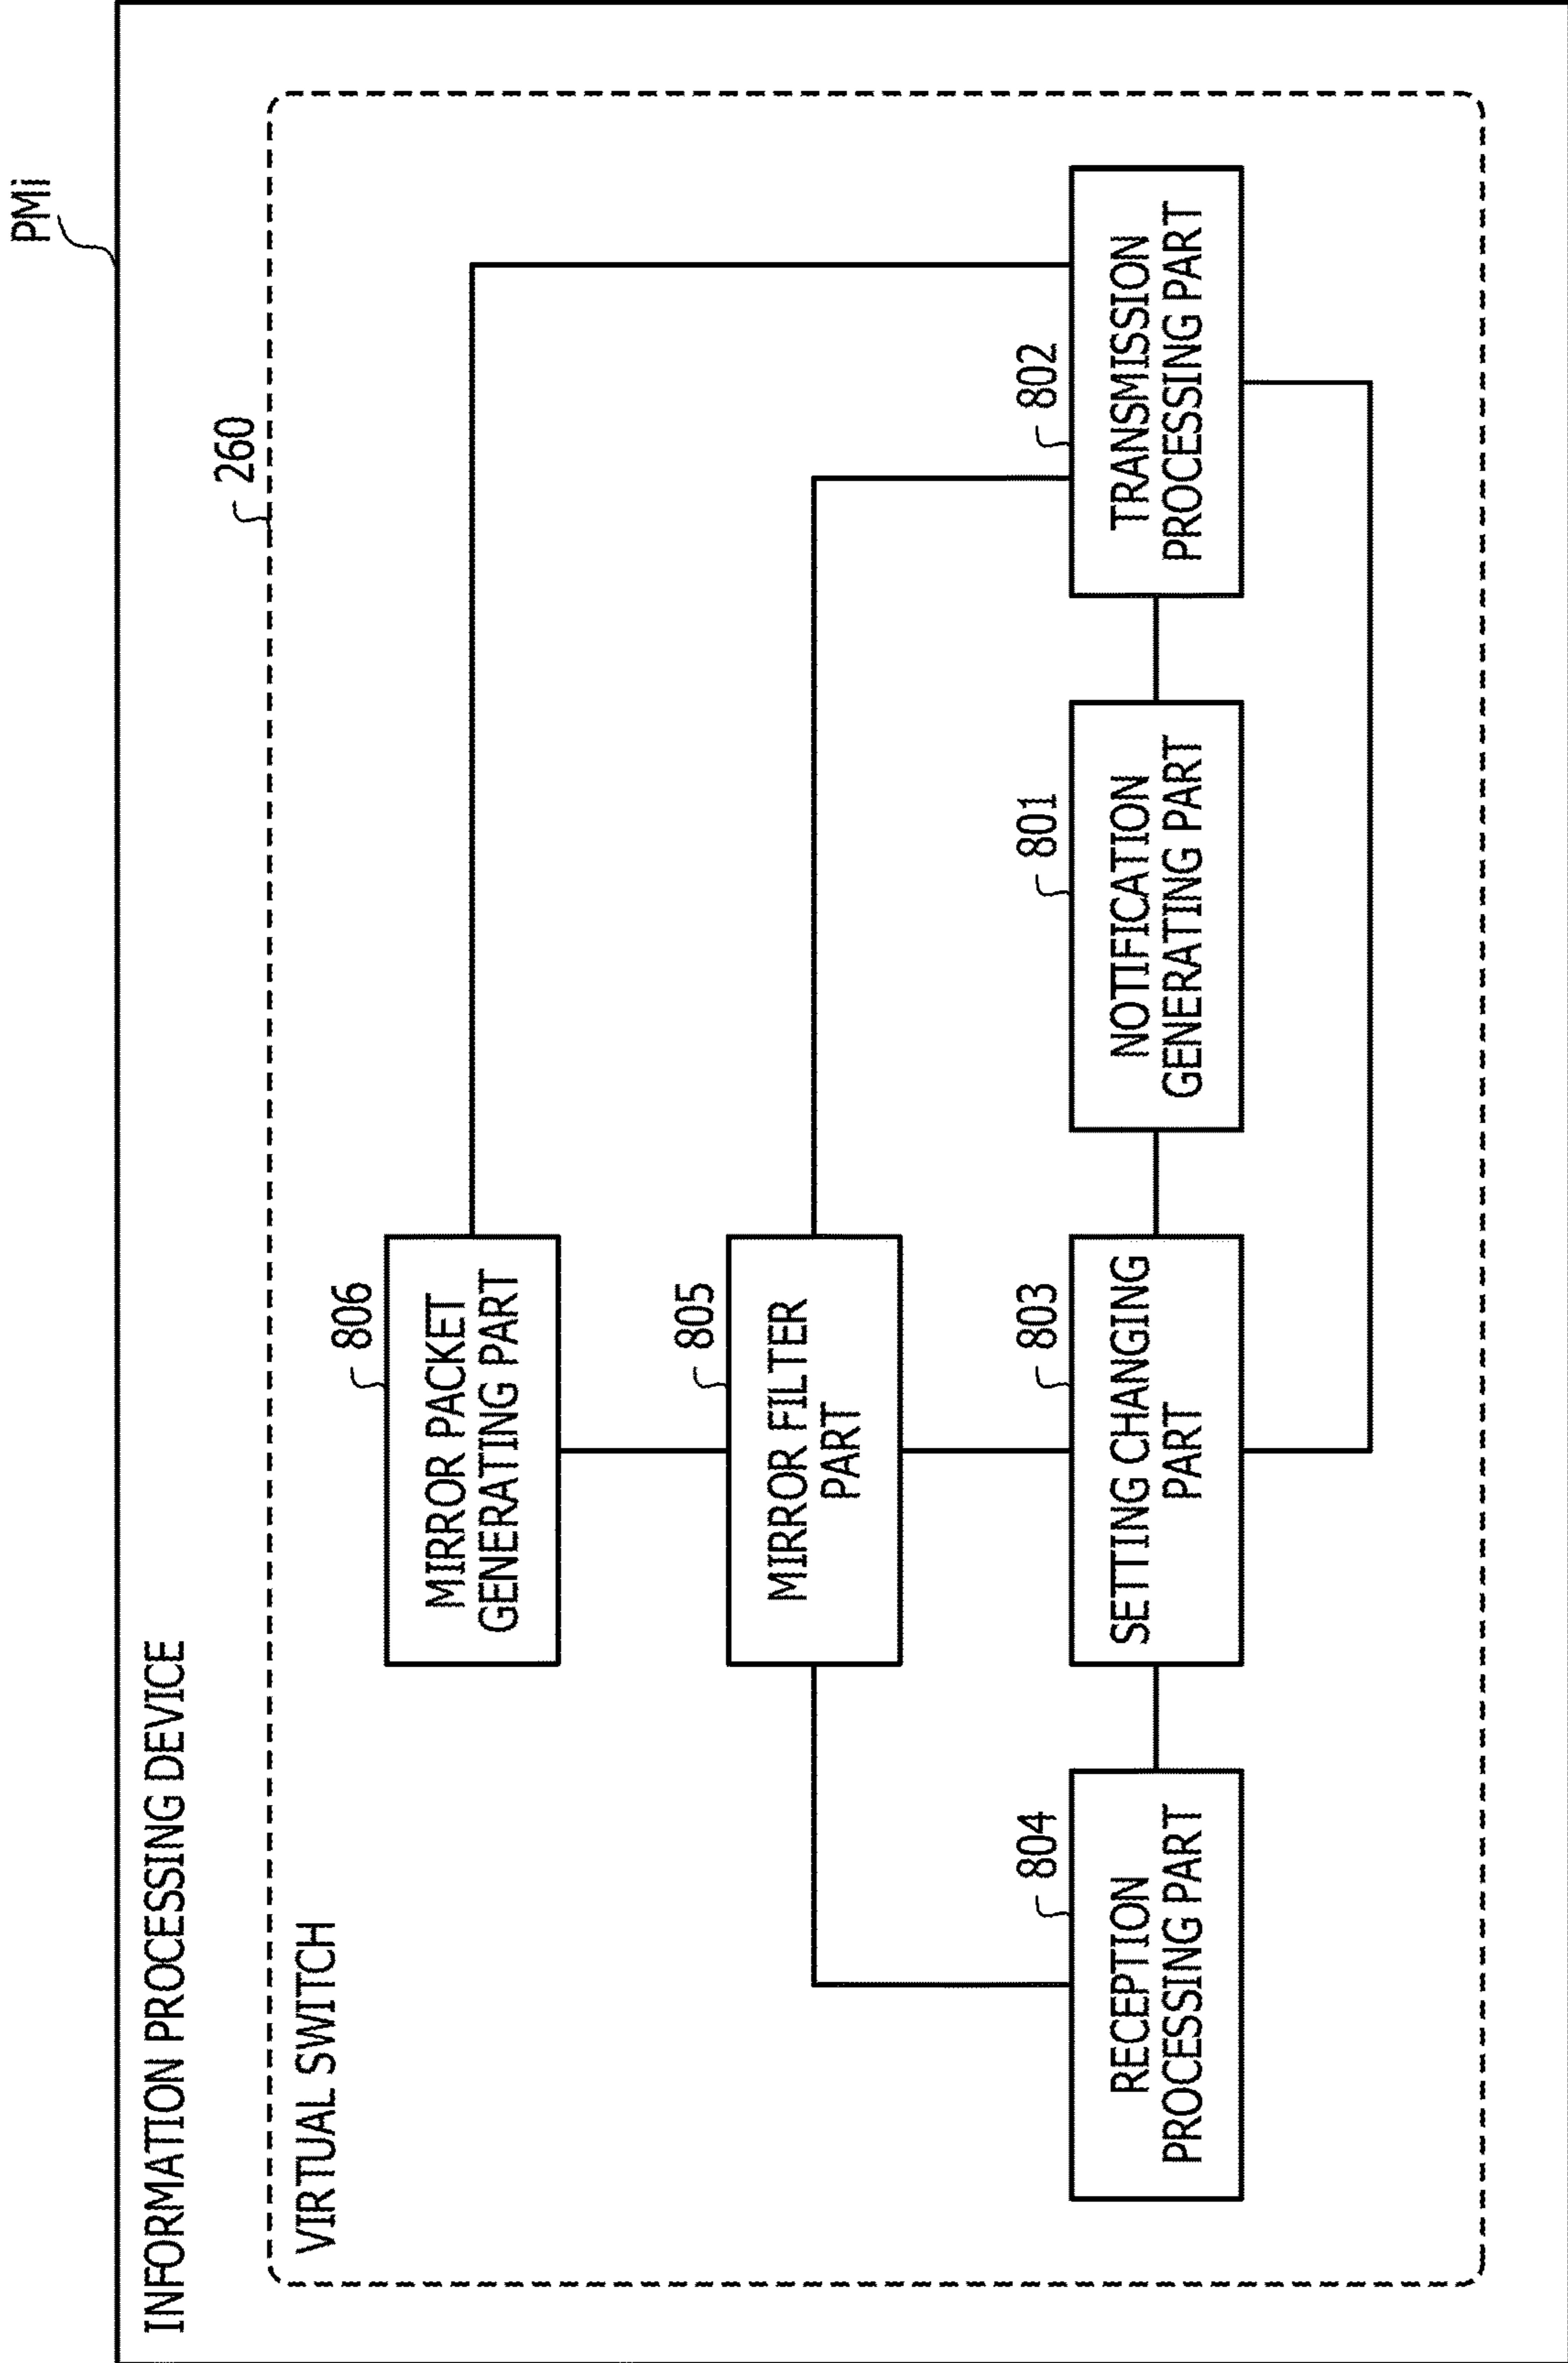 PMi
INFORMATION PROCESSING DEVICE
260
VIRTUAL SWITCH
806
MIRROR PACKET
GENERATING PART
805
MIRROR FILTER
PART
804
RECEPTION
PROCESSING PART
803
SETTING CHANGING
PART
801
NOTIFICATION
GENERATING PART
802
TRANSMISSION
PROCESSING PART